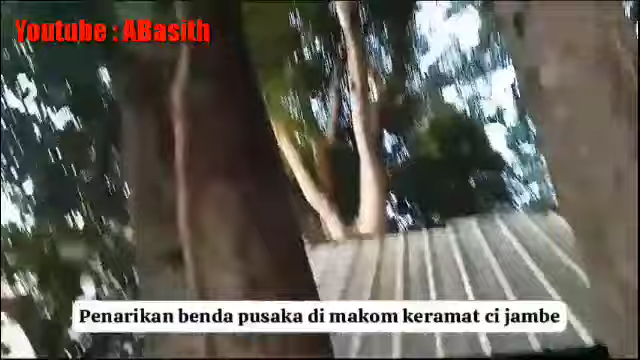 Youtube : ABasith
Penarikan benda pusaka di makom keramat ci jambe